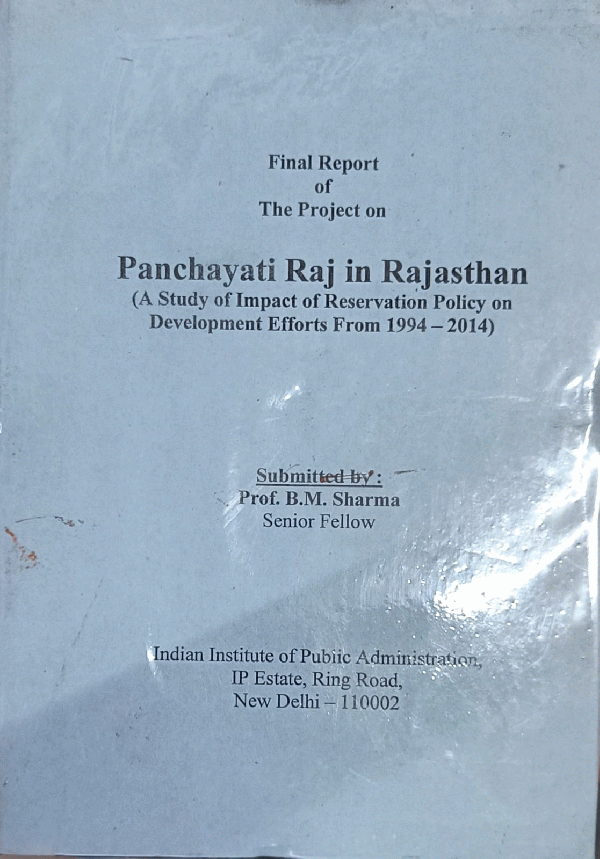 Final Report
of
The Project on
Panchayati Raj in Rajasthan
(A Study of Impact of Reservation Policy on
Development Efforts From 1994 – 2014)
Submitted by :
Prof. B.M. Sharma
Senior Fellow
Indian Institute of Public Administration,
IP Estate, Ring Road,
New Delhi – 110002